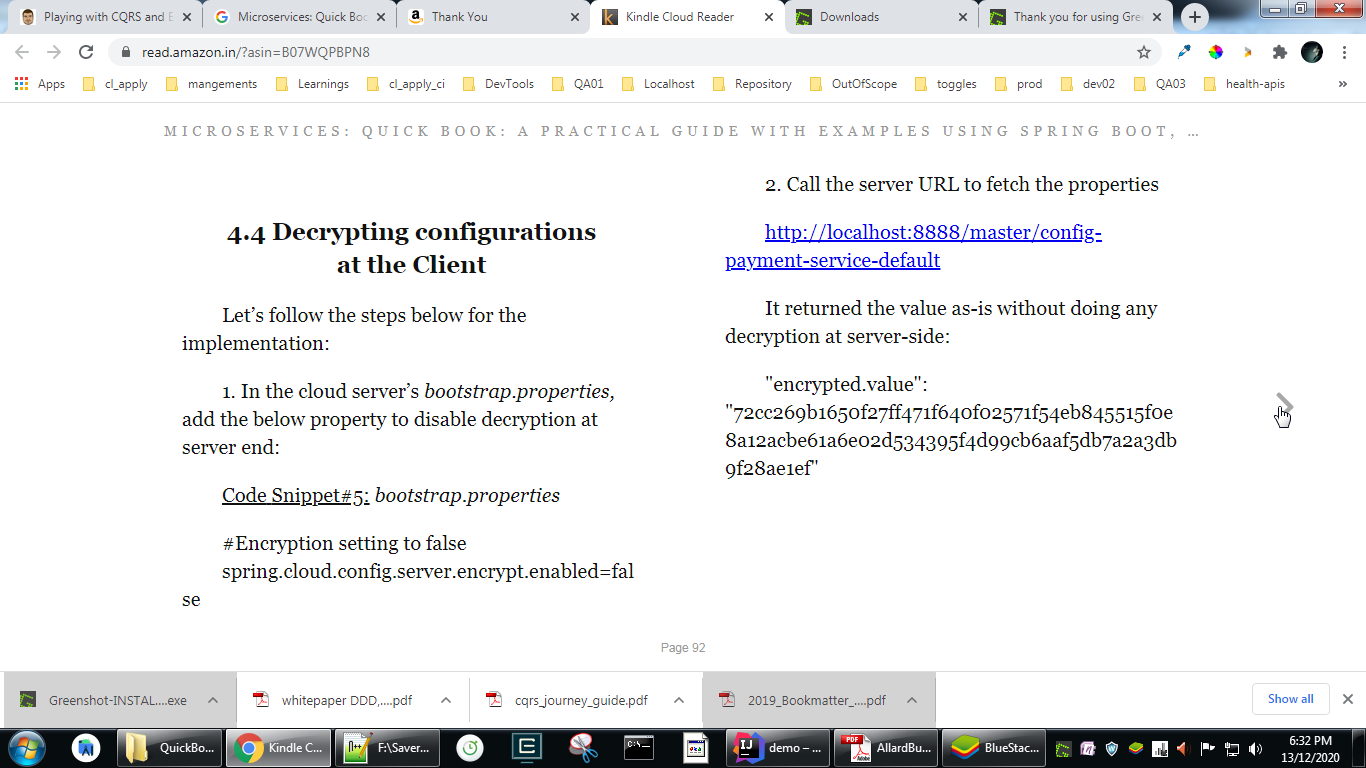 Playing with CQRS and E
Microservices: Quick Boo
Thank You
Kindle Cloud Reader
Downloads
Thank you for using Gre
read.amazon.in/?asin=B07WQPBPN8
Apps
cl_apply
mangements
Learnings
cl_apply_ci
DevTools
QA01
Localhost
Repository
OutOfScope
toggles
prod
dev02
QA03
health-apis
»
MICROSERVICES: QUICK BOOK: A PRACTICAL GUIDE WITH EXAMPLES USING SPRING BOOT, …
4.4 Decrypting configurations
at the Client
Let’s follow the steps below for the
implementation:
1. In the cloud server’s bootstrap.properties,
add the below property to disable decryption at
server end:
Code Snippet#5: bootstrap.properties
#Encryption setting to false
spring.cloud.config.server.encrypt.enabled=fal
se
2. Call the server URL to fetch the properties
http://localhost:8888/master/config-
payment-service-default
It returned the value as-is without doing any
decryption at server-side:
"encrypted.value":
"72cc269b1650f27ff471f640f02571f54eb845515f0e
8a12acbe61a6e02d534395f4d99cb6aaf5db7a2a3db
9f28ae1ef"
Page 92
Greenshot-INSTAL....exe
whitepaper DDD,....pdf
cqrs_journey_guide.pdf
2019_Bookmatter_....pdf
Show all
QuickBo...
Kindle C...
F:\Saver...
demo – ...
AllardBu...
BlueStac...
6:32 PM
13/12/2020